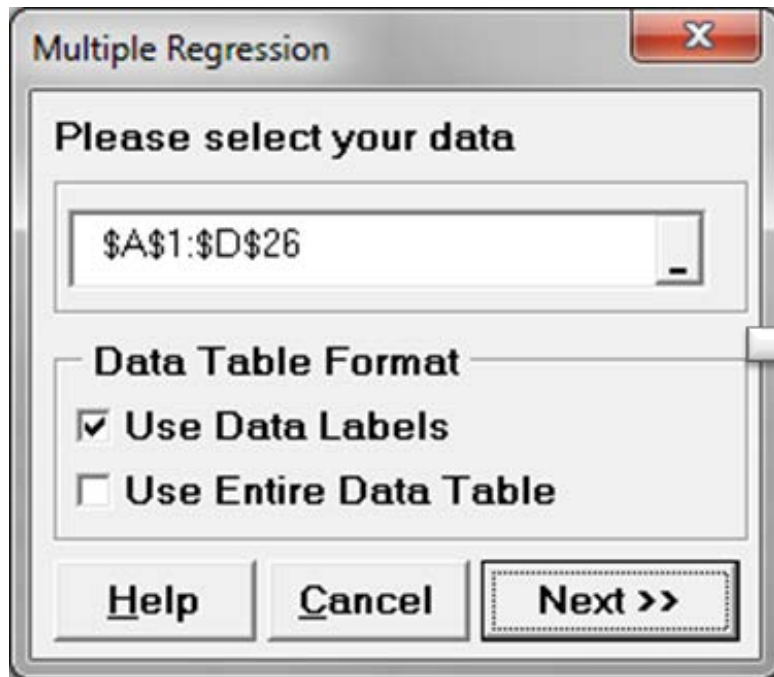 Multiple Regression
Please select your data
$A$1:$D$26
Data Table Format
Use Data Labels
Use Entire Data Table
Help
Cancel
Next >>